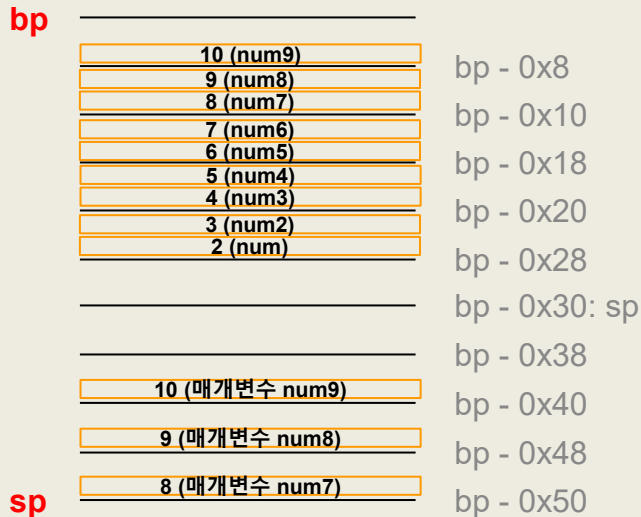 bp
10 (num9)
bp - 0x8
9 (num8)
8 (num7)
bp - 0x10
7 (num6)
6 (num5)
bp - 0x18
5 (num4)
4 (num3)
bp - 0x20
3 (num2)
2 (num)
bp - 0x28
bp - 0x30: sp
bp - 0x38
10 (매개변수 num9)
bp - 0x40
9 (매개변수 num8)
bp - 0x48
8 (매개변수 num7)
sp
bp - 0x50